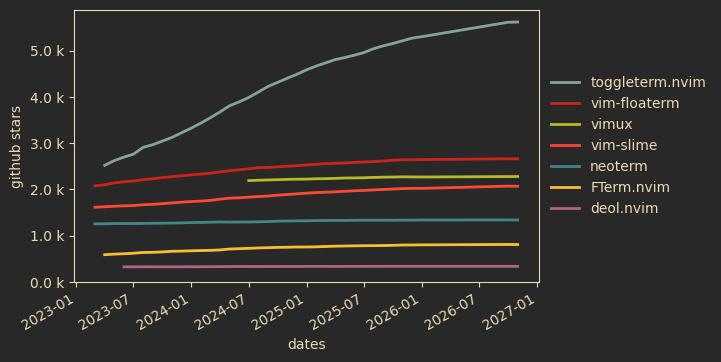 github stars
5.0 k
4.0 k
3.0 k
2.0 k
1.0 k
0.0 k
2023-01
2023-07
2024-01
2024-07
2025-01
2025-07
2026-01
2026-07
2027-01
dates
toggleterm.nvim
vim-floaterm
vimux
vim-slime
neoterm
FTerm.nvim
deol.nvim